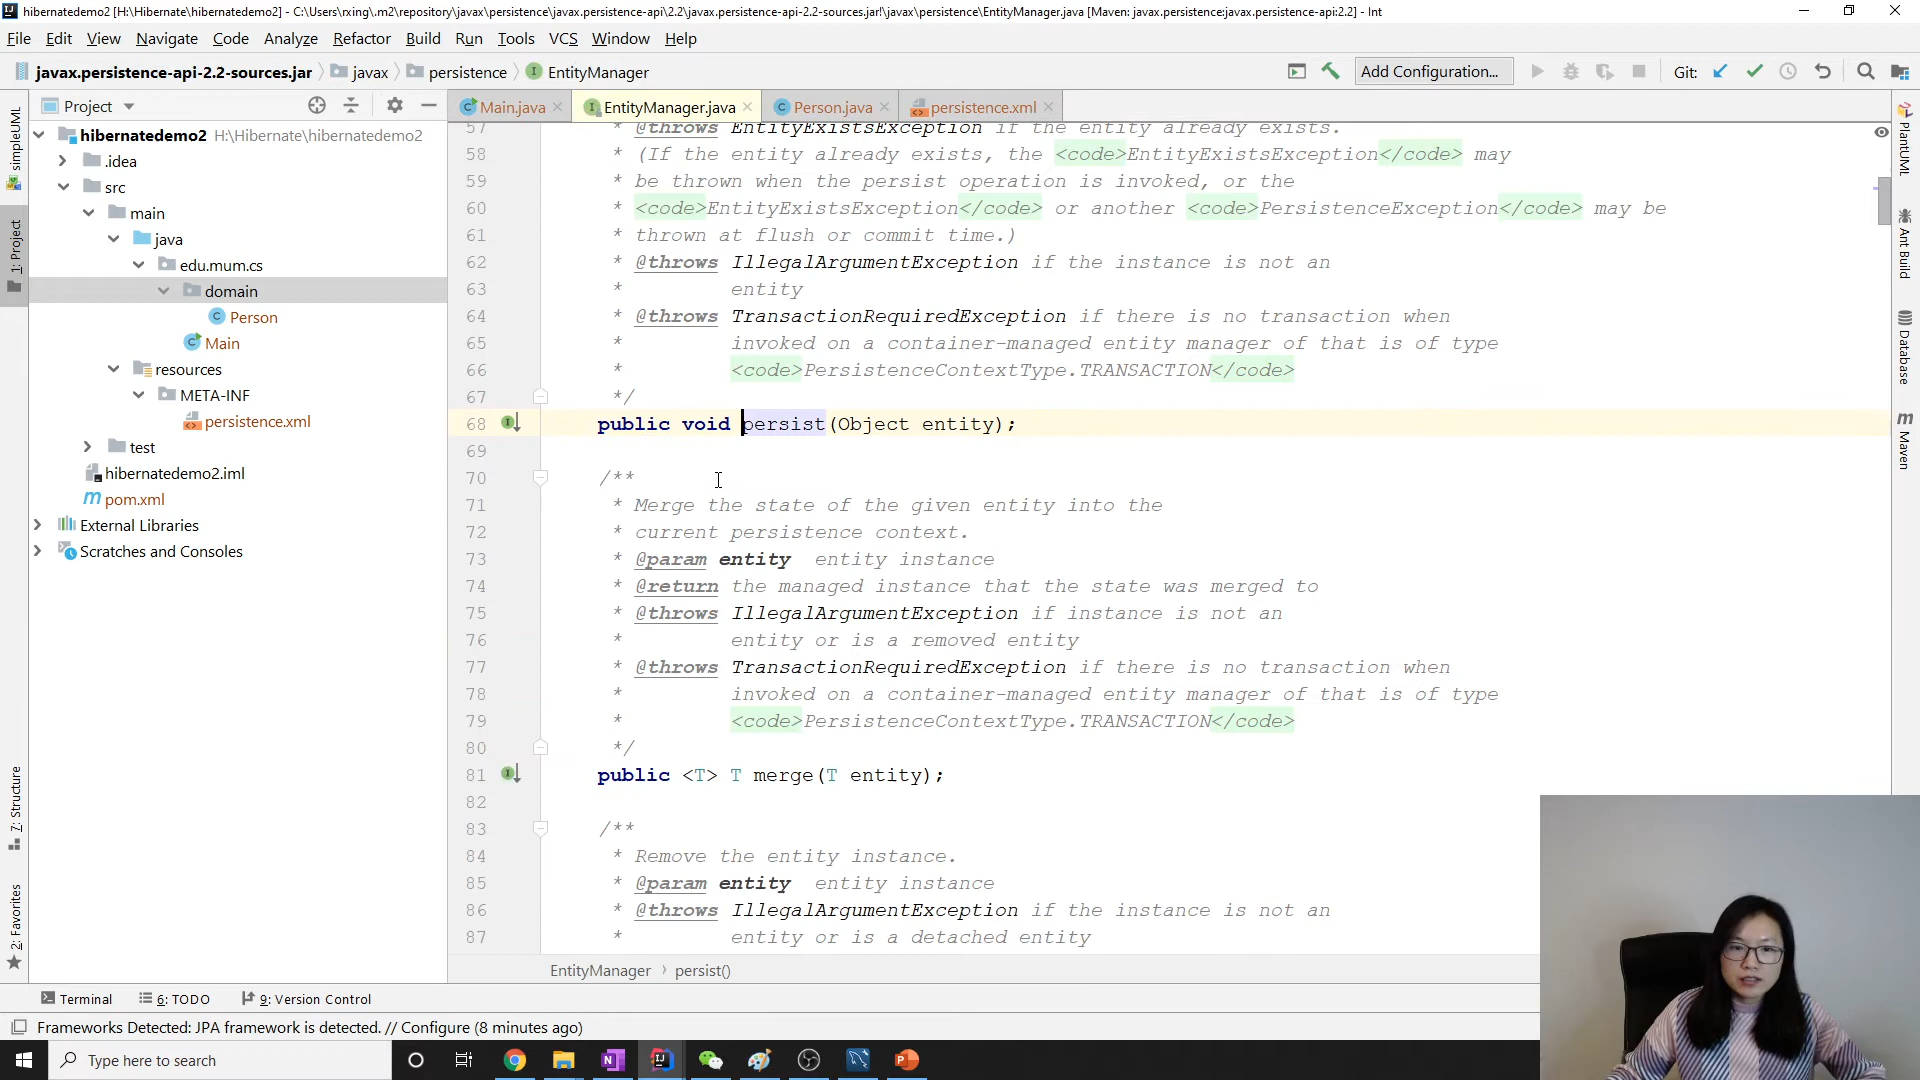 hibernatedemo2 [H:\Hibernate\hibernatedemo2] - C:\Users\rxing\.m2\repository\javax\persistence\javax.persistence-api\2.2\javax.persistence-api-2.2-sources.jar!\javax\persistence\EntityManager.java [Maven: javax.persistence:javax.persistence-api:2.2] - Int
File Edit View Navigate Code Analyze Refactor Build Run Tools VCS Window Help
javax.persistence-api-2.2-sources.jar javax persistence EntityManager Add Configuration... Git:
Project
Main.java EntityManager.java Person.java persistence.xml
simpleUML
1: Project
7: Structure
2: Favorites
hibernatedemo2 H:\Hibernate\hibernatedemo2
.idea
src
main
java
edu.mum.cs
domain
Person
Main
resources
META-INF
persistence.xml
test
hibernatedemo2.iml
pom.xml
External Libraries
Scratches and Consoles
57 * @throws EntityExistsException if the entity already exists.
58 * (If the entity already exists, the <code>EntityExistsException</code> may
59 * be thrown when the persist operation is invoked, or the
60 * <code>EntityExistsException</code> or another <code>PersistenceException</code> may be
61 * thrown at flush or commit time.)
62 * @throws IllegalArgumentException if the instance is not an
63 * entity
64 * @throws TransactionRequiredException if there is no transaction when
65 * invoked on a container-managed entity manager of that is of type
66 * <code>PersistenceContextType.TRANSACTION</code>
67 */
68 public void persist(Object entity);
69
70 /**
71 * Merge the state of the given entity into the
72 * current persistence context.
73 * @param entity entity instance
74 * @return the managed instance that the state was merged to
75 * @throws IllegalArgumentException if instance is not an
76 * entity or is a removed entity
77 * @throws TransactionRequiredException if there is no transaction when
78 * invoked on a container-managed entity manager of that is of type
79 * <code>PersistenceContextType.TRANSACTION</code>
80 */
81 public <T> T merge(T entity);
82
83 /**
84 * Remove the entity instance.
85 * @param entity entity instance
86 * @throws IllegalArgumentException if the instance is not an
87 * entity or is a detached entity
PlantUML
Ant Build
Database
Maven
EntityManager persist()
Terminal 6: TODO 9: Version Control
Frameworks Detected: JPA framework is detected. // Configure (8 minutes ago)
Type here to search